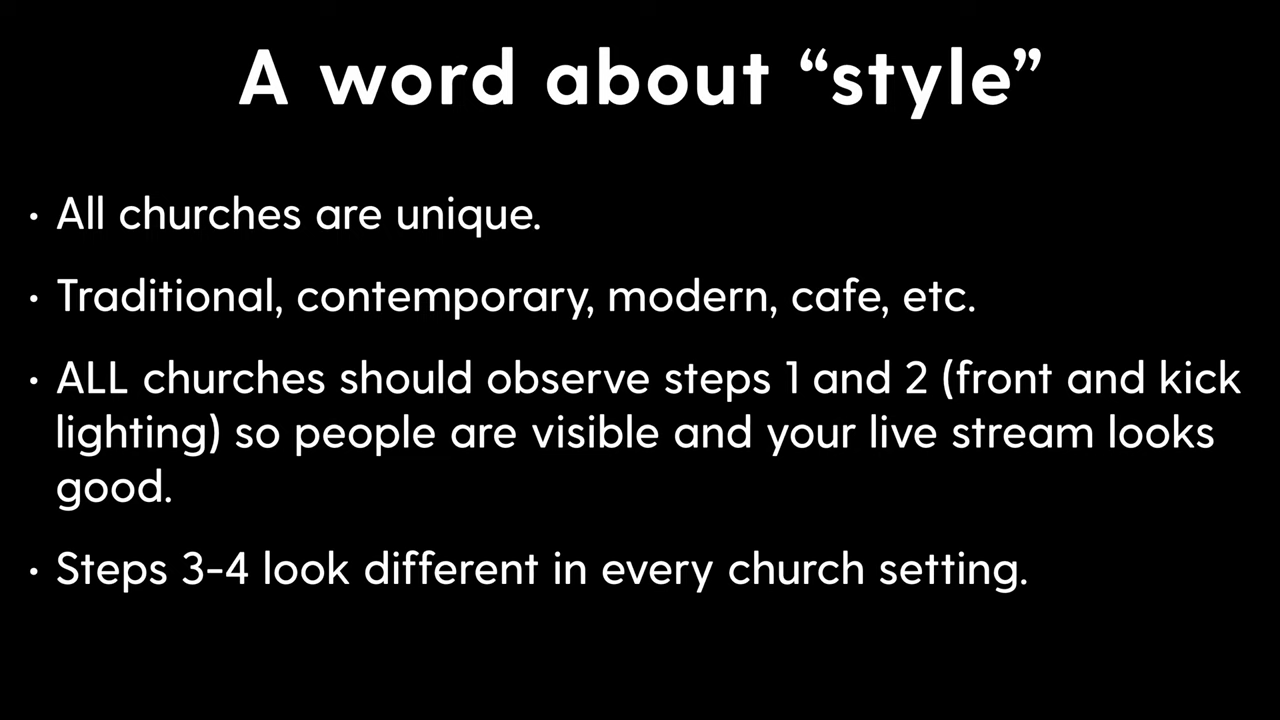 A word about “style”
• All churches are unique.
• Traditional, contemporary, modern, cafe, etc.
• ALL churches should observe steps 1 and 2 (front and kick
lighting) so people are visible and your live stream looks
good.
• Steps 3-4 look different in every church setting.